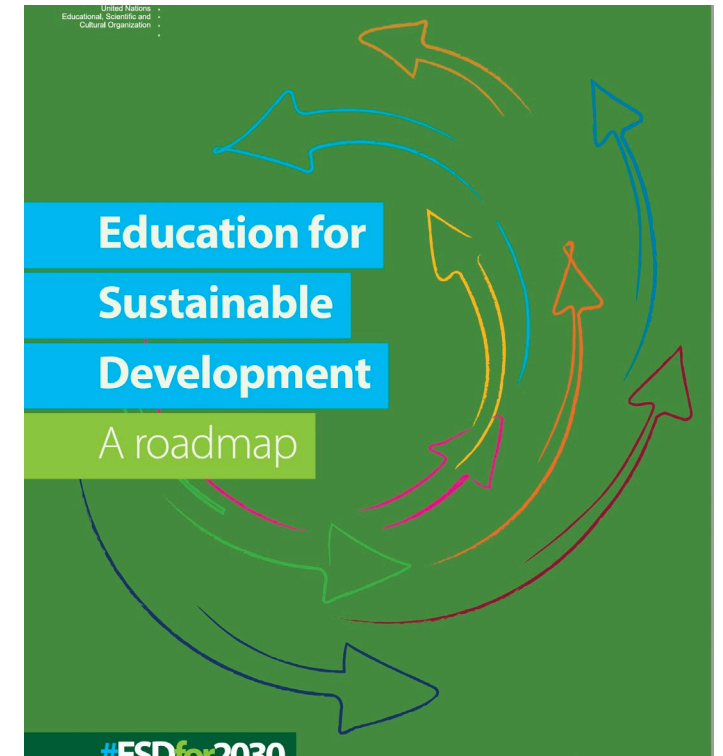 United Nations
Educational, Scientific and
Cultural Organization
Education for
Sustainable
Development
A roadmap
#ESDfor2030